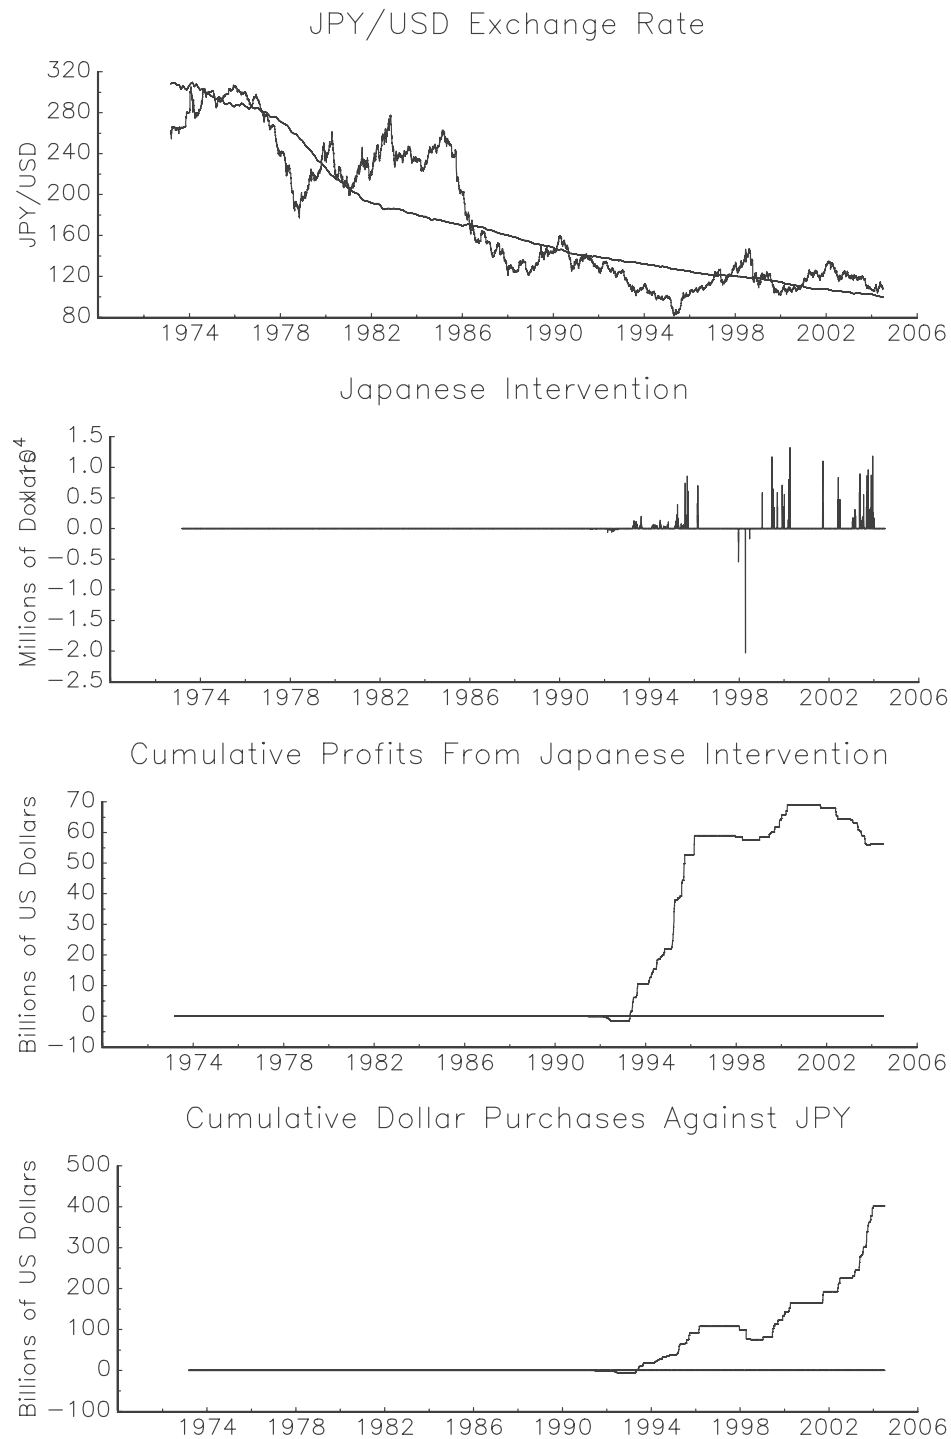 JPY/USD Exchange Rate
JPY/USD
320
280
240
200
160
120
80
1974 1978 1982 1986 1990 1994 1998 2002 2006
Japanese Intervention
Millions of Dollars
1.5
1.0
0.5
0.0
−0.5
−1.0
−1.5
−2.0
−2.5
1974 1978 1982 1986 1990 1994 1998 2002 2006
Cumulative Profits From Japanese Intervention
Billions of US Dollars
70
60
50
40
30
20
10
0
−10
1974 1978 1982 1986 1990 1994 1998 2002 2006
Cumulative Dollar Purchases Against JPY
Billions of US Dollars
500
400
300
200
100
0
−100
1974 1978 1982 1986 1990 1994 1998 2002 2006